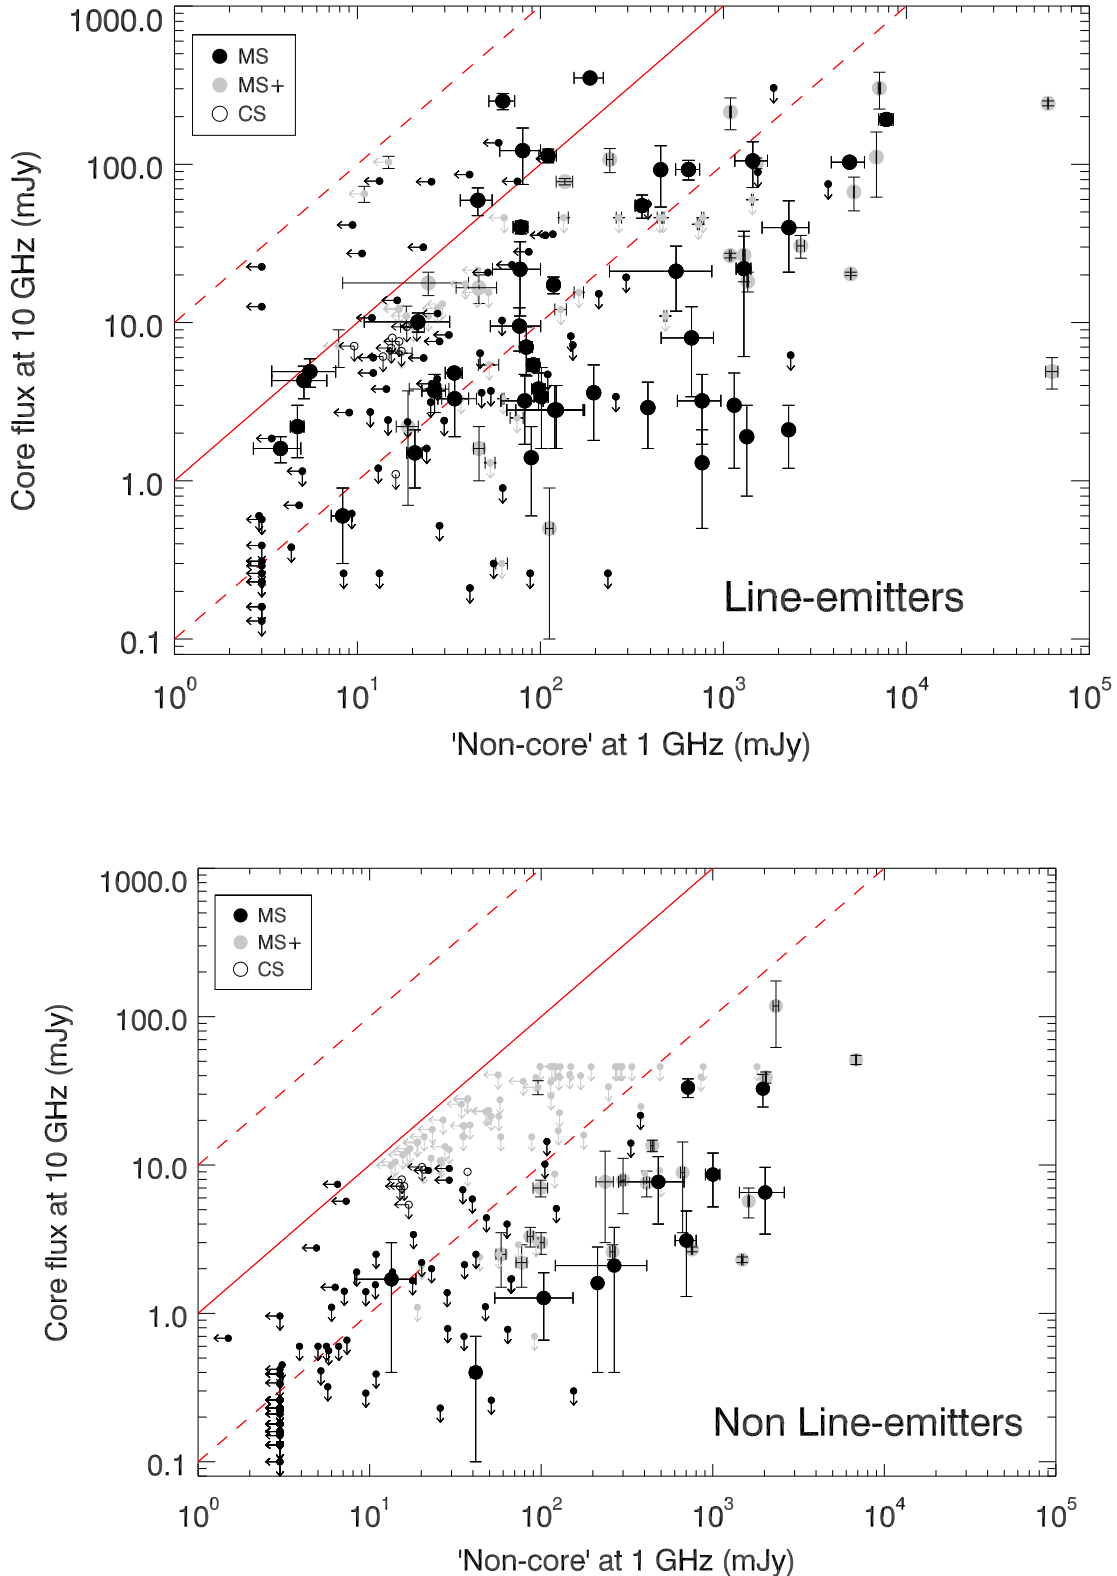 1000.0
100.0
10.0
1.0
0.1
Core flux at 10 GHz (mJy)
MS
MS+
CS
Line-emitters
10^0 10^1 10^2 10^3 10^4 10^5
'Non-core' at 1 GHz (mJy)
1000.0
100.0
10.0
1.0
0.1
Core flux at 10 GHz (mJy)
MS
MS+
CS
Non Line-emitters
10^0 10^1 10^2 10^3 10^4 10^5
'Non-core' at 1 GHz (mJy)